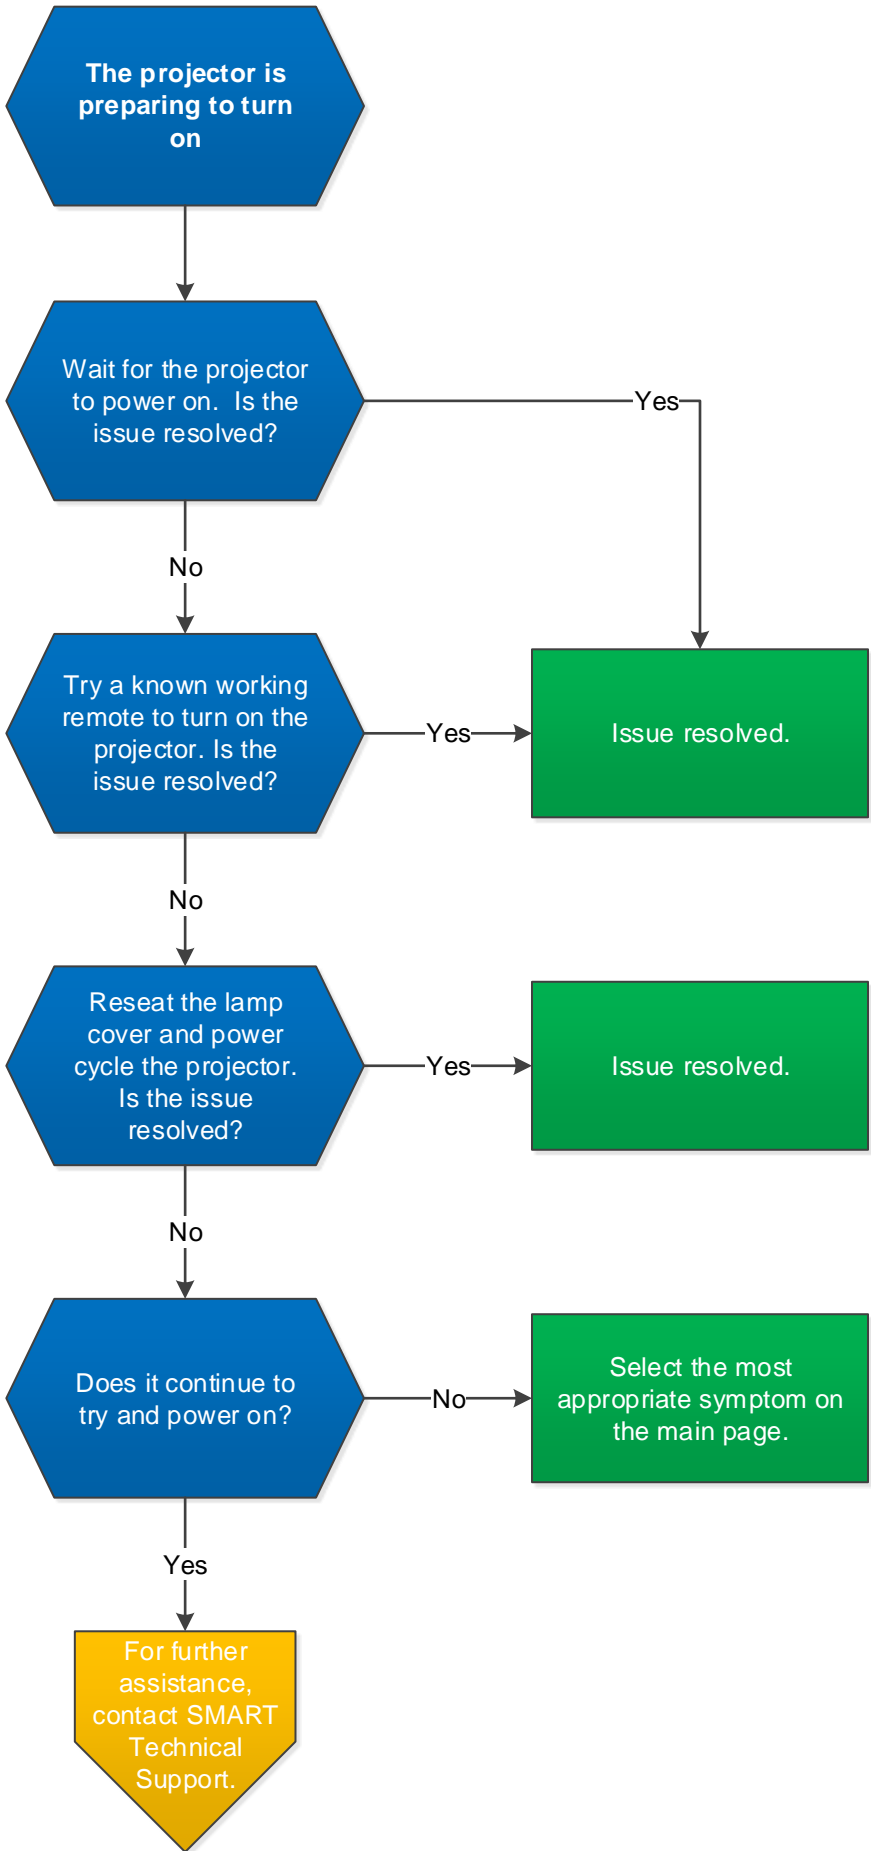 The projector is
preparing to turn
on
Wait for the projector
to power on.  Is the
issue resolved?
Yes
No
Try a known working
remote to turn on the
projector. Is the
issue resolved?
Yes
Issue resolved.
No
Reseat the lamp
cover and power
cycle the projector.
Is the issue
resolved?
Yes
Issue resolved.
No
Does it continue to
try and power on?
No
Select the most
appropriate symptom on
the main page.
Yes
For further
assistance,
contact SMART
Technical
Support.